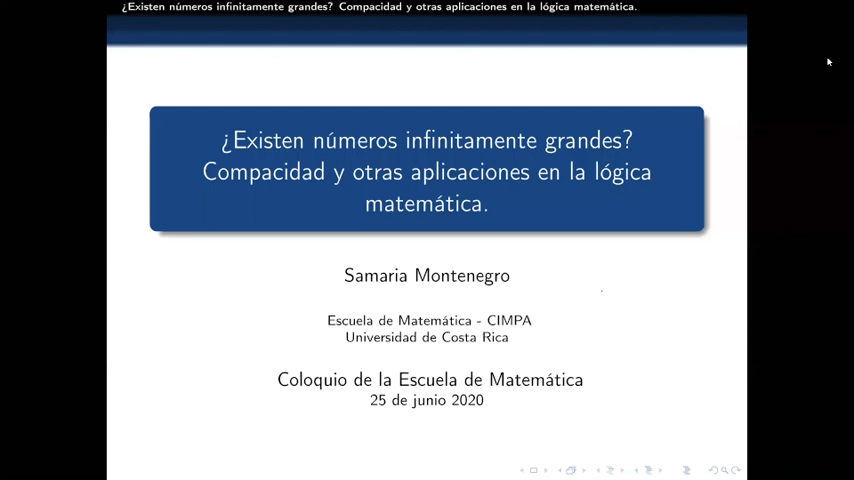 ¿Existen números infinitamente grandes? Compacidad y otras aplicaciones en la lógica matemática.
¿Existen números infinitamente grandes?
Compacidad y otras aplicaciones en la lógica
matemática.
Samaria Montenegro
Escuela de Matemática - CIMPA
Universidad de Costa Rica
Coloquio de la Escuela de Matemática
25 de junio 2020